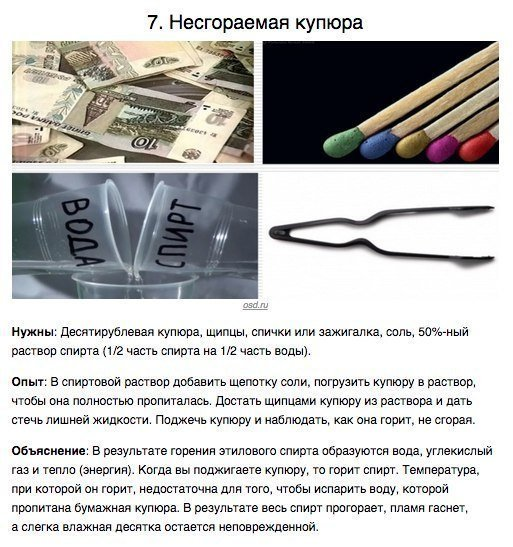 7. Несгораемая купюра
10
ВОДА
СПИРТ
osd.ru
Нужны: Десятирублевая купюра, щипцы, спички или зажигалка, соль, 50%-ный
раствор спирта (1/2 часть спирта на 1/2 часть воды).
Опыт: В спиртовой раствор добавить щепотку соли, погрузить купюру в раствор,
чтобы она полностью пропиталась. Достать щипцами купюру из раствора и дать
стечь лишней жидкости. Поджечь купюру и наблюдать, как она горит, не сгорая.
Объяснение: В результате горения этилового спирта образуются вода, углекислый
газ и тепло (энергия). Когда вы поджигаете купюру, то горит спирт. Температура,
при которой он горит, недостаточна для того, чтобы испарить воду, которой
пропитана бумажная купюра. В результате весь спирт прогорает, пламя гаснет,
а слегка влажная десятка остается неповрежденной.